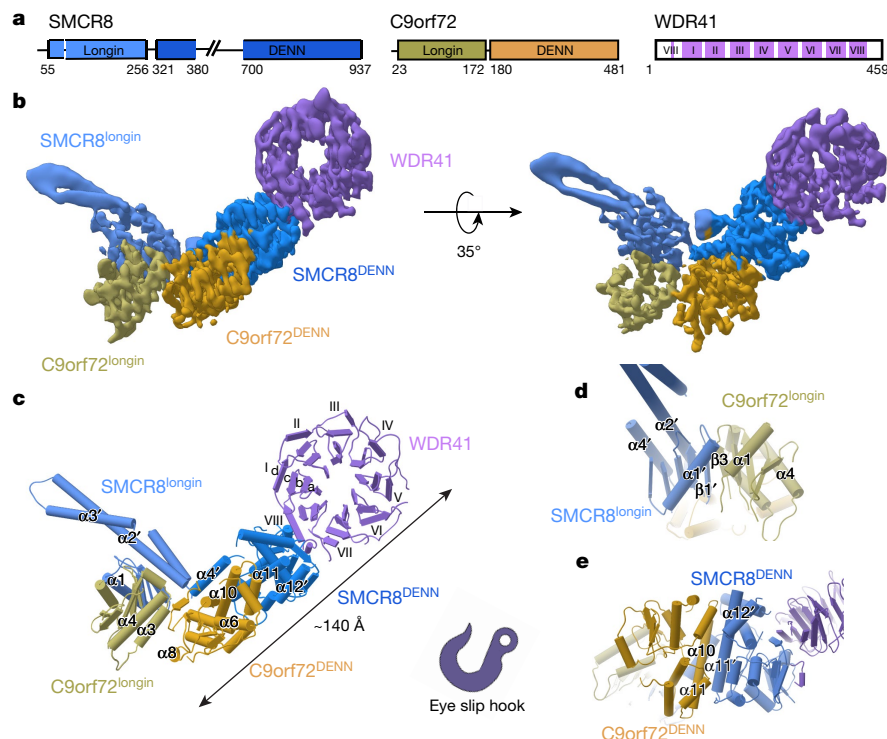 a
SMCR8
C9orf72
WDR41
Longin
DENN
Longin
DENN
VIII I II III IV V VI VII VIII
55 256 321 380 700 937
23 172 180 481
1 459
b
SMCR8longin
WDR41
35°
SMCR8DENN
C9orf72DENN
C9orf72longin
c
III
II
IV
WDR41
I d
c b a
V
VI
VII
VIII
SMCR8longin
α3′
α2′
α1
α4
α3
α4′
α10
α11
α12′
α6
α8
SMCR8DENN
~140 Å
C9orf72DENN
C9orf72longin
Eye slip hook
d
C9orf72longin
α2′
α4′
α1′
β1′
β3
α1
α4
SMCR8longin
e
SMCR8DENN
α12′
α10
α11′
α11
C9orf72DENN